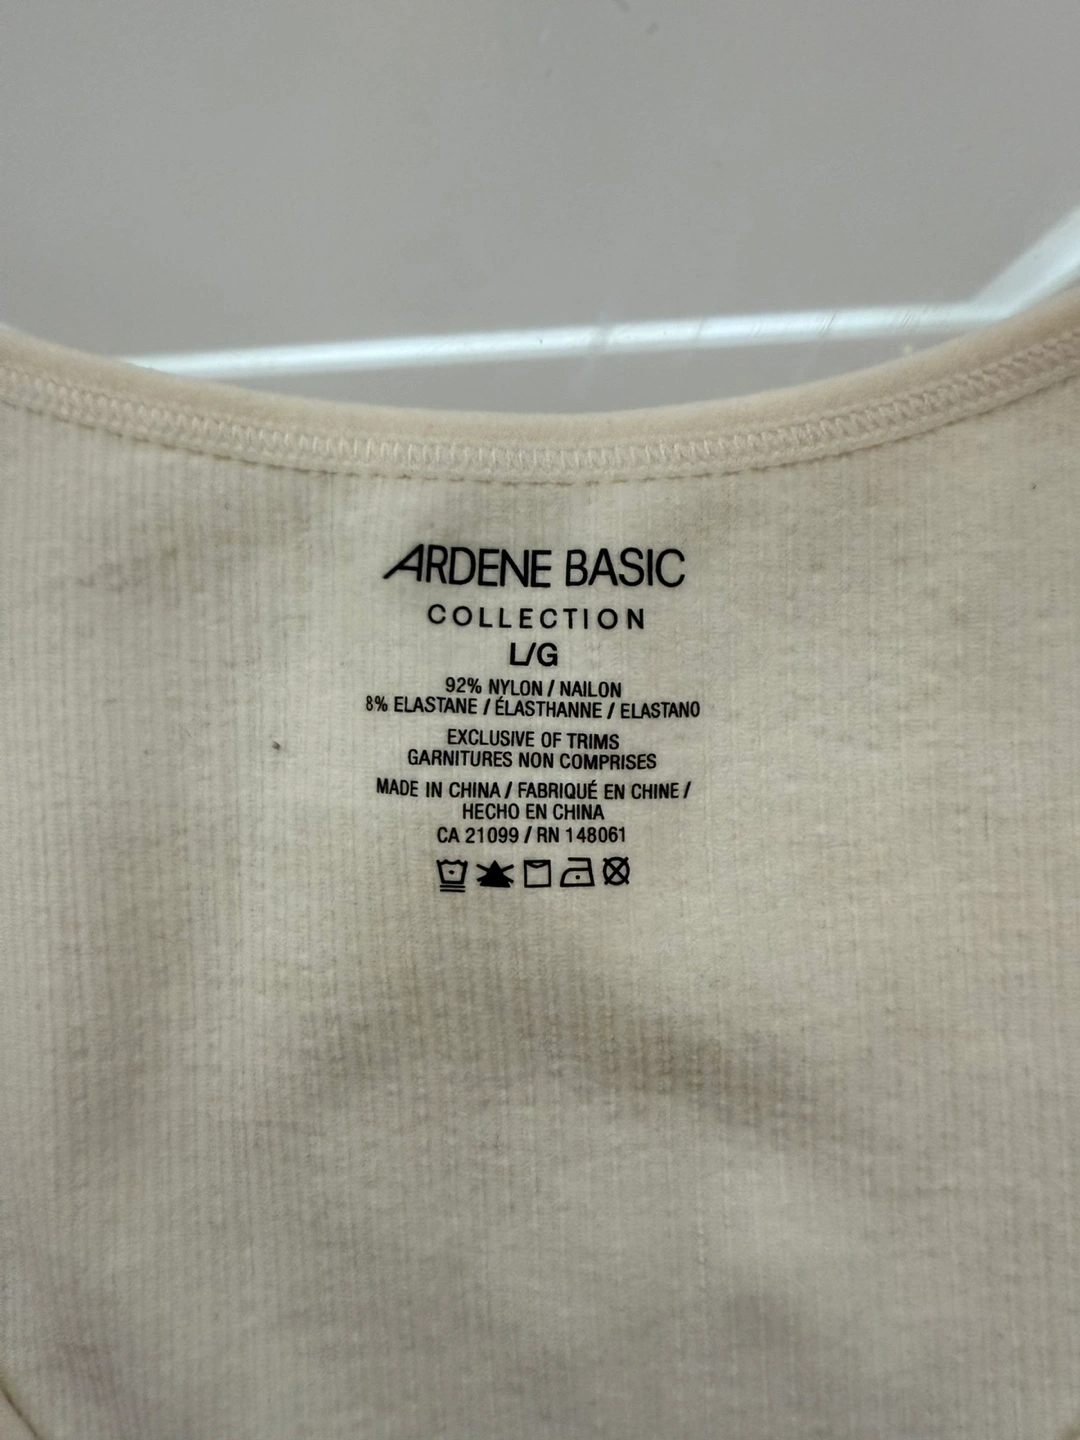 ARDENE BASIC
COLLECTION
L/G
92% NYLON / NAILON
8% ELASTANE / ÉLASTHANNE / ELASTANO
EXCLUSIVE OF TRIMS
GARNITURES NON COMPRISES
MADE IN CHINA / FABRIQUÉ EN CHINE /
HECHO EN CHINA
CA 21099 / RN 148061